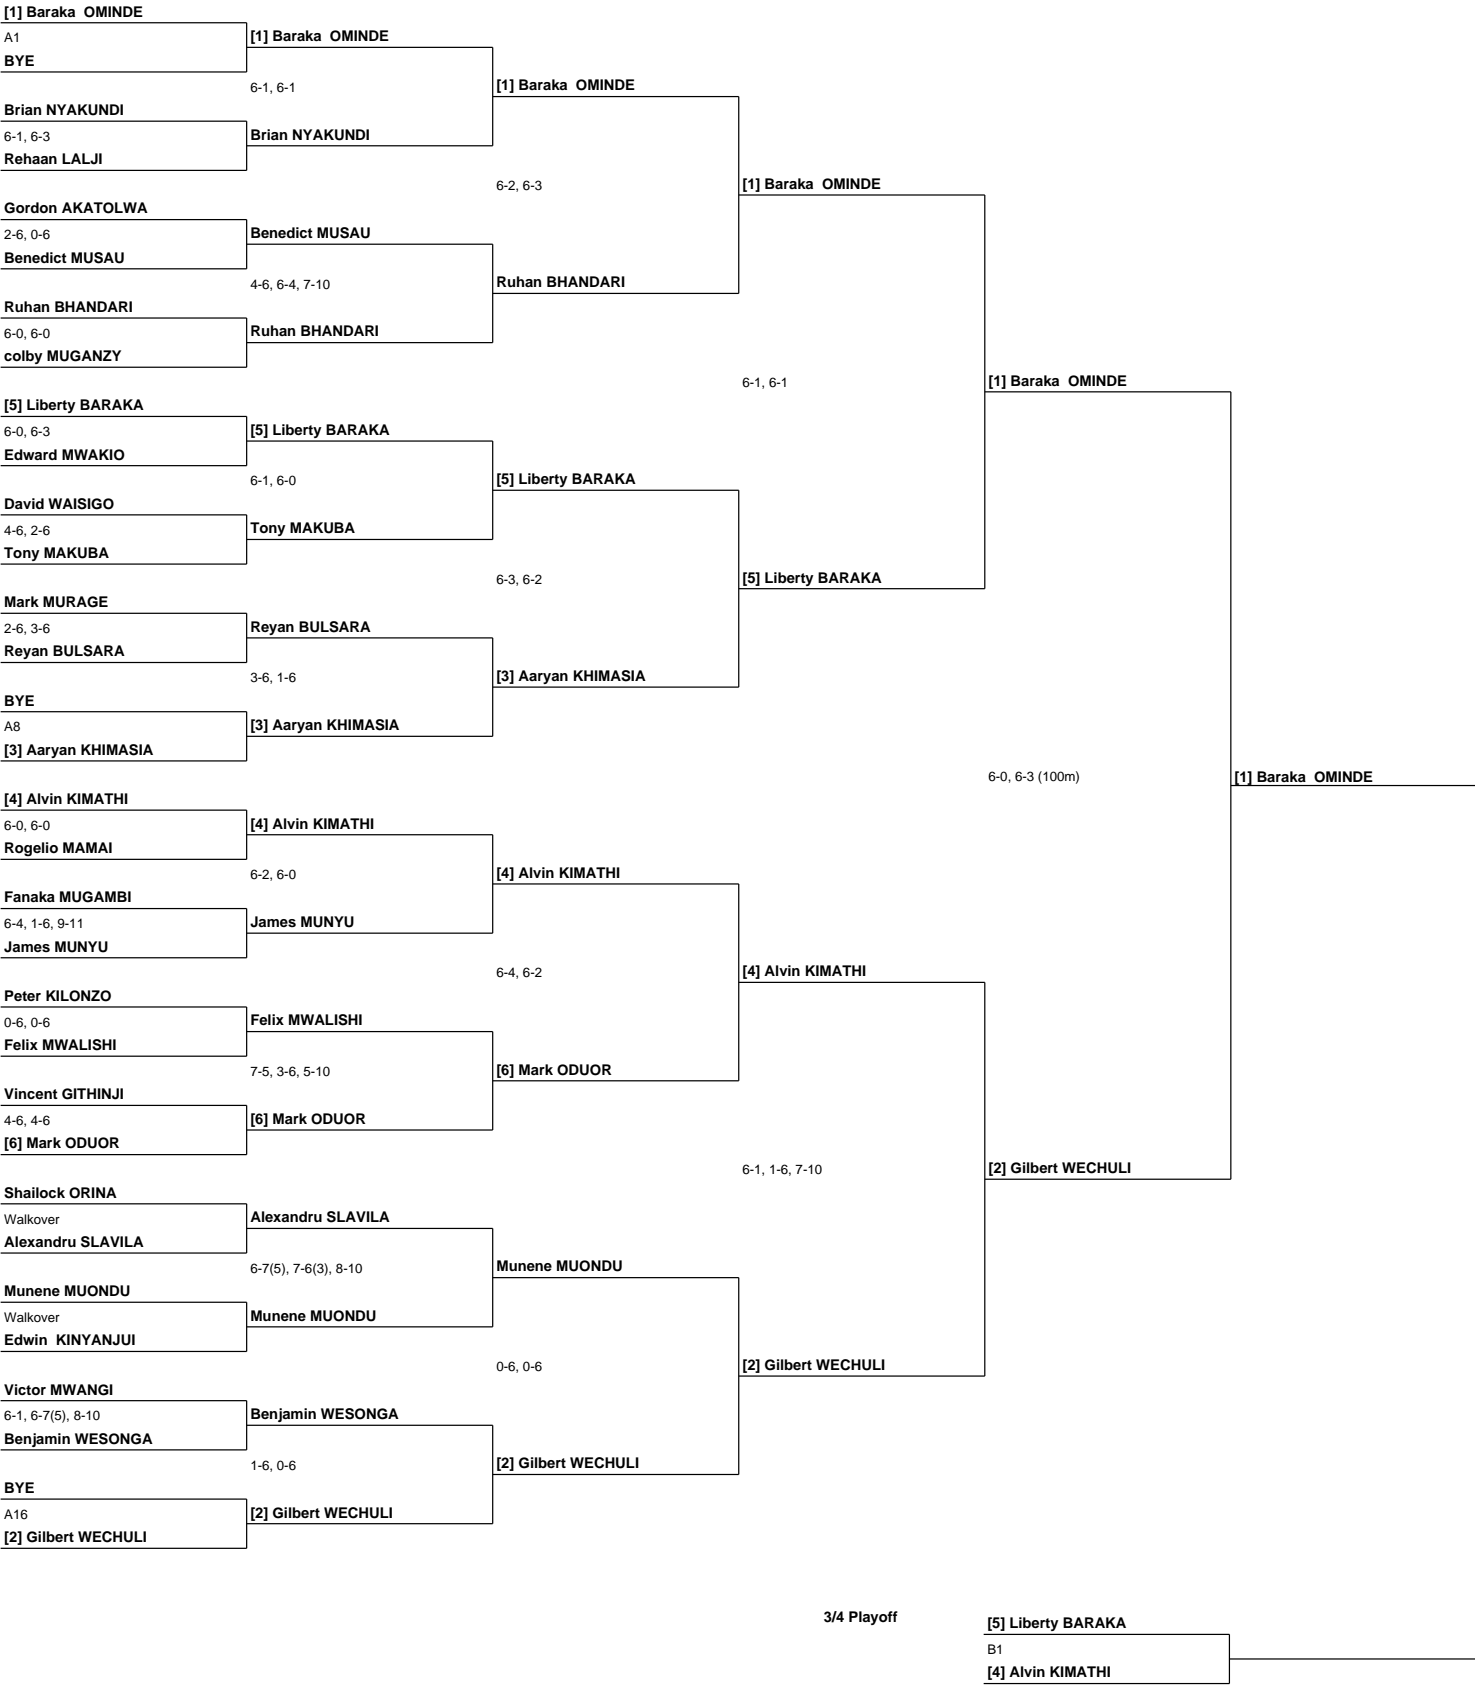 [1] Baraka  OMINDE
A1
BYE
Brian NYAKUNDI
6-1, 6-3
Rehaan LALJI
Gordon AKATOLWA
2-6, 0-6
Benedict MUSAU
Ruhan BHANDARI
6-0, 6-0
colby MUGANZY
[5] Liberty BARAKA
6-0, 6-3
Edward MWAKIO
David WAISIGO
4-6, 2-6
Tony MAKUBA
Mark MURAGE
2-6, 3-6
Reyan BULSARA
BYE
A8
[3] Aaryan KHIMASIA
[4] Alvin KIMATHI
6-0, 6-0
Rogelio MAMAI
Fanaka MUGAMBI
6-4, 1-6, 9-11
James MUNYU
Peter KILONZO
0-6, 0-6
Felix MWALISHI
Vincent GITHINJI
4-6, 4-6
[6] Mark ODUOR
Shailock ORINA
Walkover
Alexandru SLAVILA
Munene MUONDU
Walkover
Edwin  KINYANJUI
Victor MWANGI
6-1, 6-7(5), 8-10
Benjamin WESONGA
BYE
A16
[2] Gilbert WECHULI
[1] Baraka  OMINDE
6-1, 6-1
Brian NYAKUNDI
Benedict MUSAU
4-6, 6-4, 7-10
Ruhan BHANDARI
[5] Liberty BARAKA
6-1, 6-0
Tony MAKUBA
Reyan BULSARA
3-6, 1-6
[3] Aaryan KHIMASIA
[4] Alvin KIMATHI
6-2, 6-0
James MUNYU
Felix MWALISHI
7-5, 3-6, 5-10
[6] Mark ODUOR
Alexandru SLAVILA
6-7(5), 7-6(3), 8-10
Munene MUONDU
Benjamin WESONGA
1-6, 0-6
[2] Gilbert WECHULI
[1] Baraka  OMINDE
6-2, 6-3
Ruhan BHANDARI
[5] Liberty BARAKA
6-3, 6-2
[3] Aaryan KHIMASIA
[4] Alvin KIMATHI
6-4, 6-2
[6] Mark ODUOR
Munene MUONDU
0-6, 0-6
[2] Gilbert WECHULI
[1] Baraka  OMINDE
6-1, 6-1
[5] Liberty BARAKA
[4] Alvin KIMATHI
6-1, 1-6, 7-10
[2] Gilbert WECHULI
[1] Baraka  OMINDE
6-0, 6-3 (100m)
[2] Gilbert WECHULI
[1] Baraka  OMINDE
3/4 Playoff
[5] Liberty BARAKA
B1
[4] Alvin KIMATHI